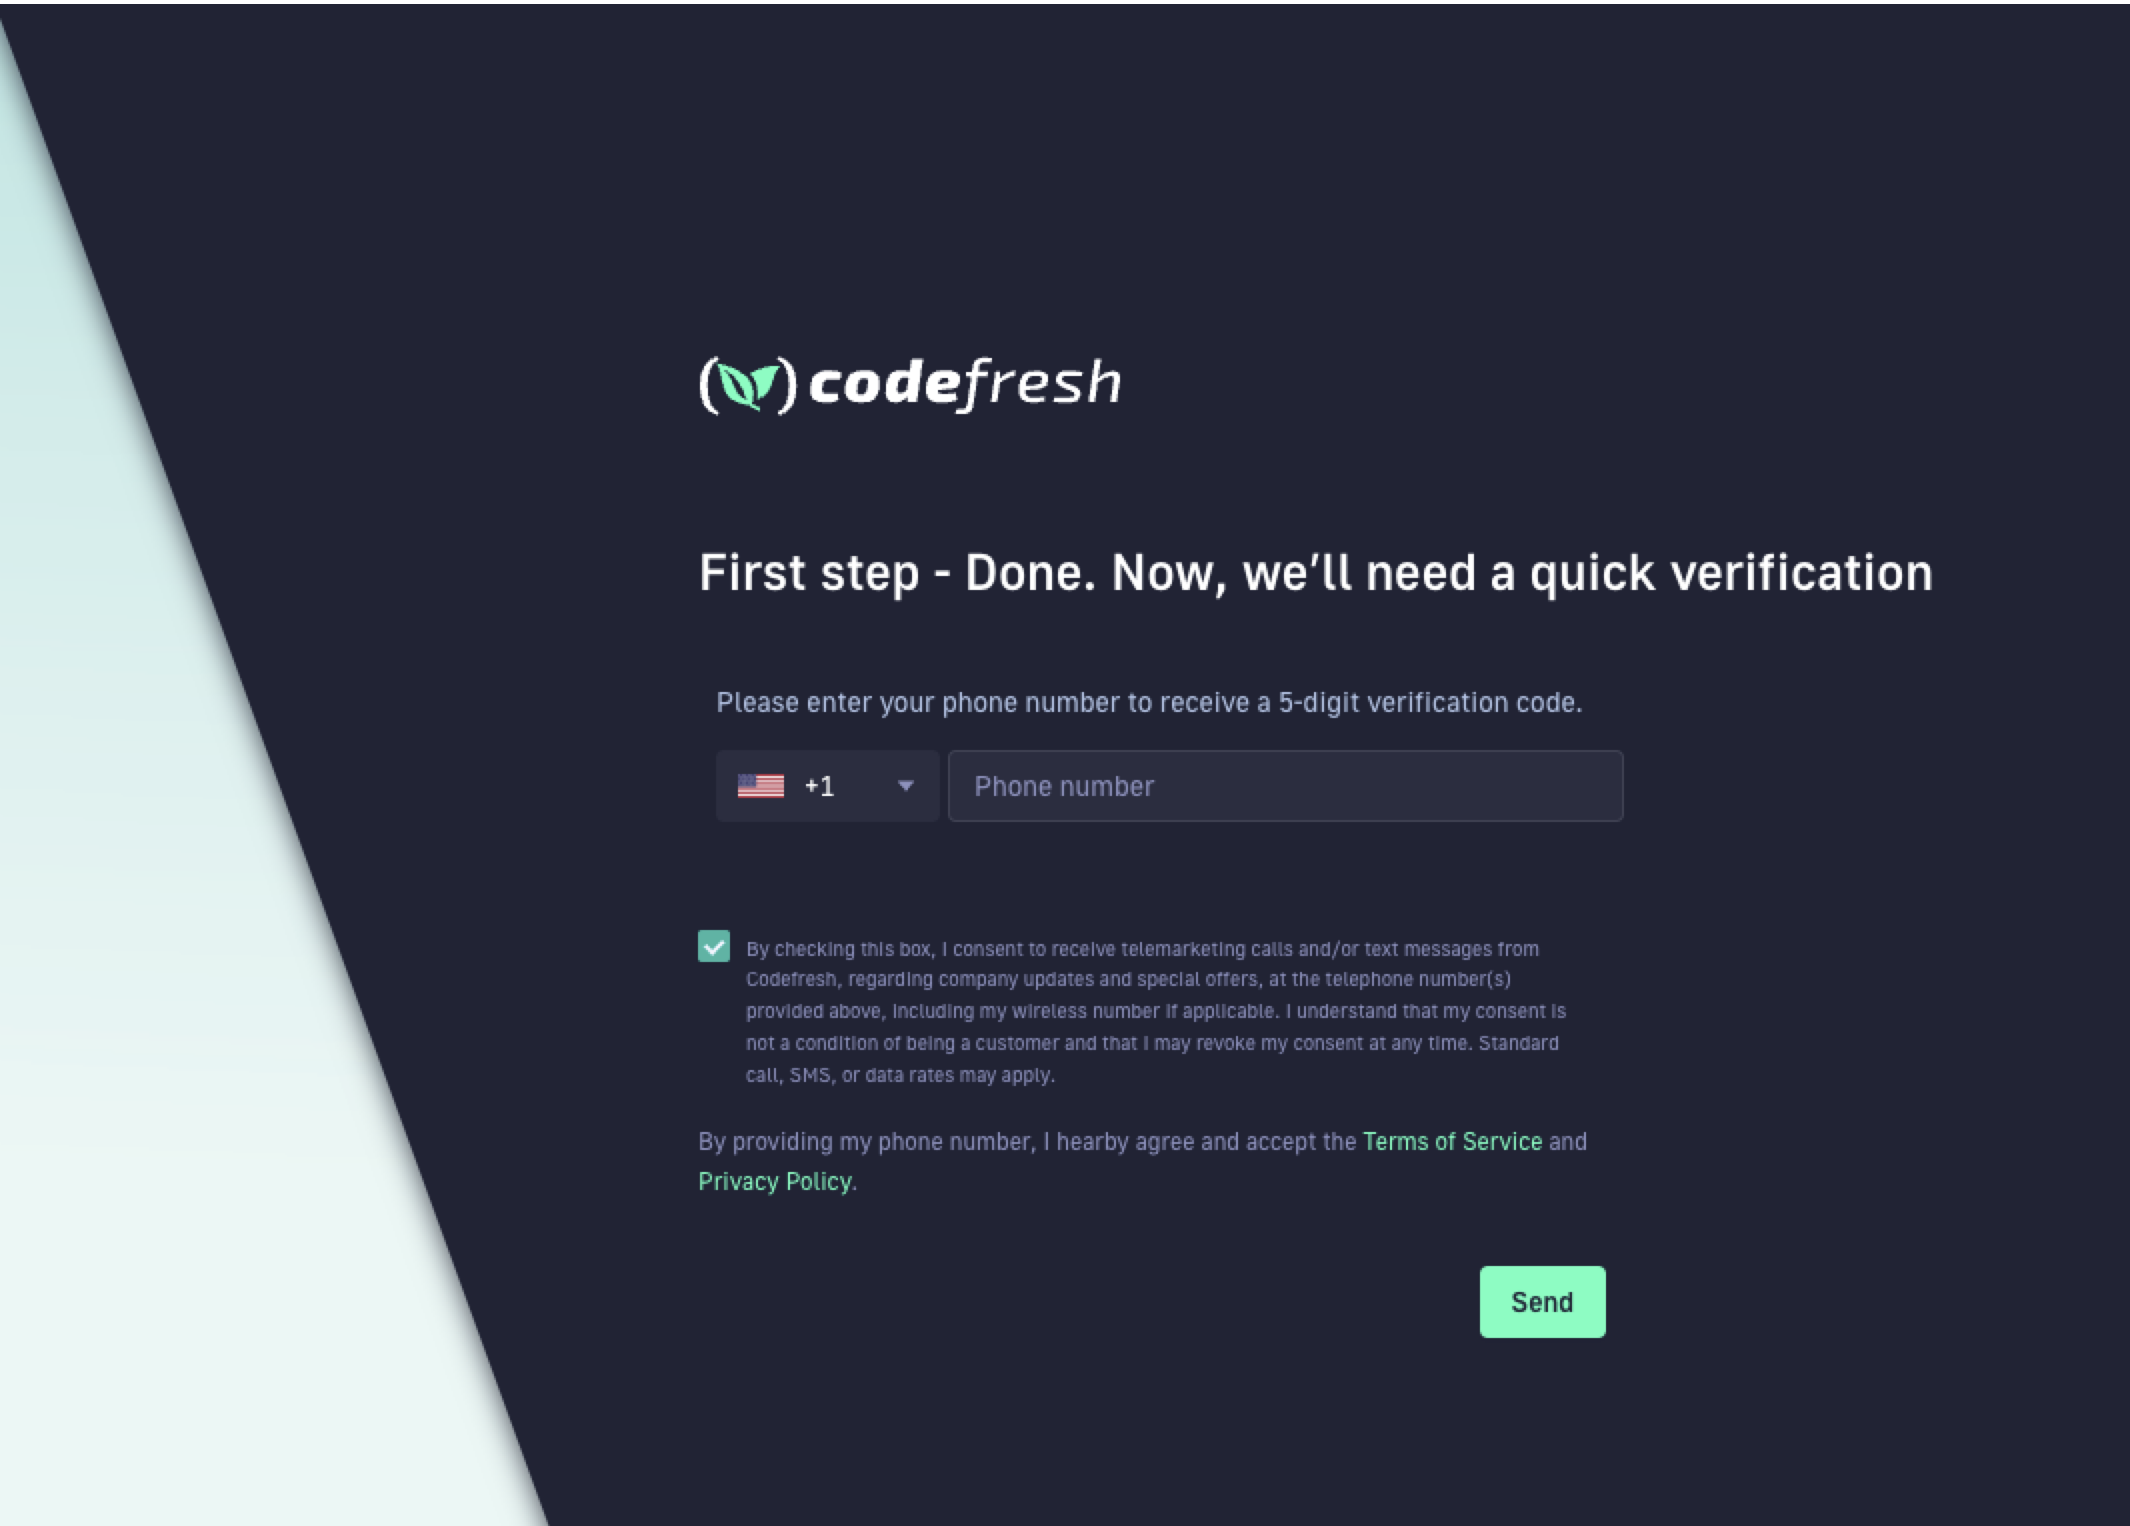 codefresh
First step - Done. Now, we’ll need a quick verification
Please enter your phone number to receive a 5-digit verification code.
+1 Phone number
By checking this box, I consent to receive telemarketing calls and/or text messages from
Codefresh, regarding company updates and special offers, at the telephone number(s)
provided above, including my wireless number if applicable. I understand that my consent is
not a condition of being a customer and that I may revoke my consent at any time. Standard
call, SMS, or data rates may apply.
By providing my phone number, I hearby agree and accept the Terms of Service and
Privacy Policy.
Send